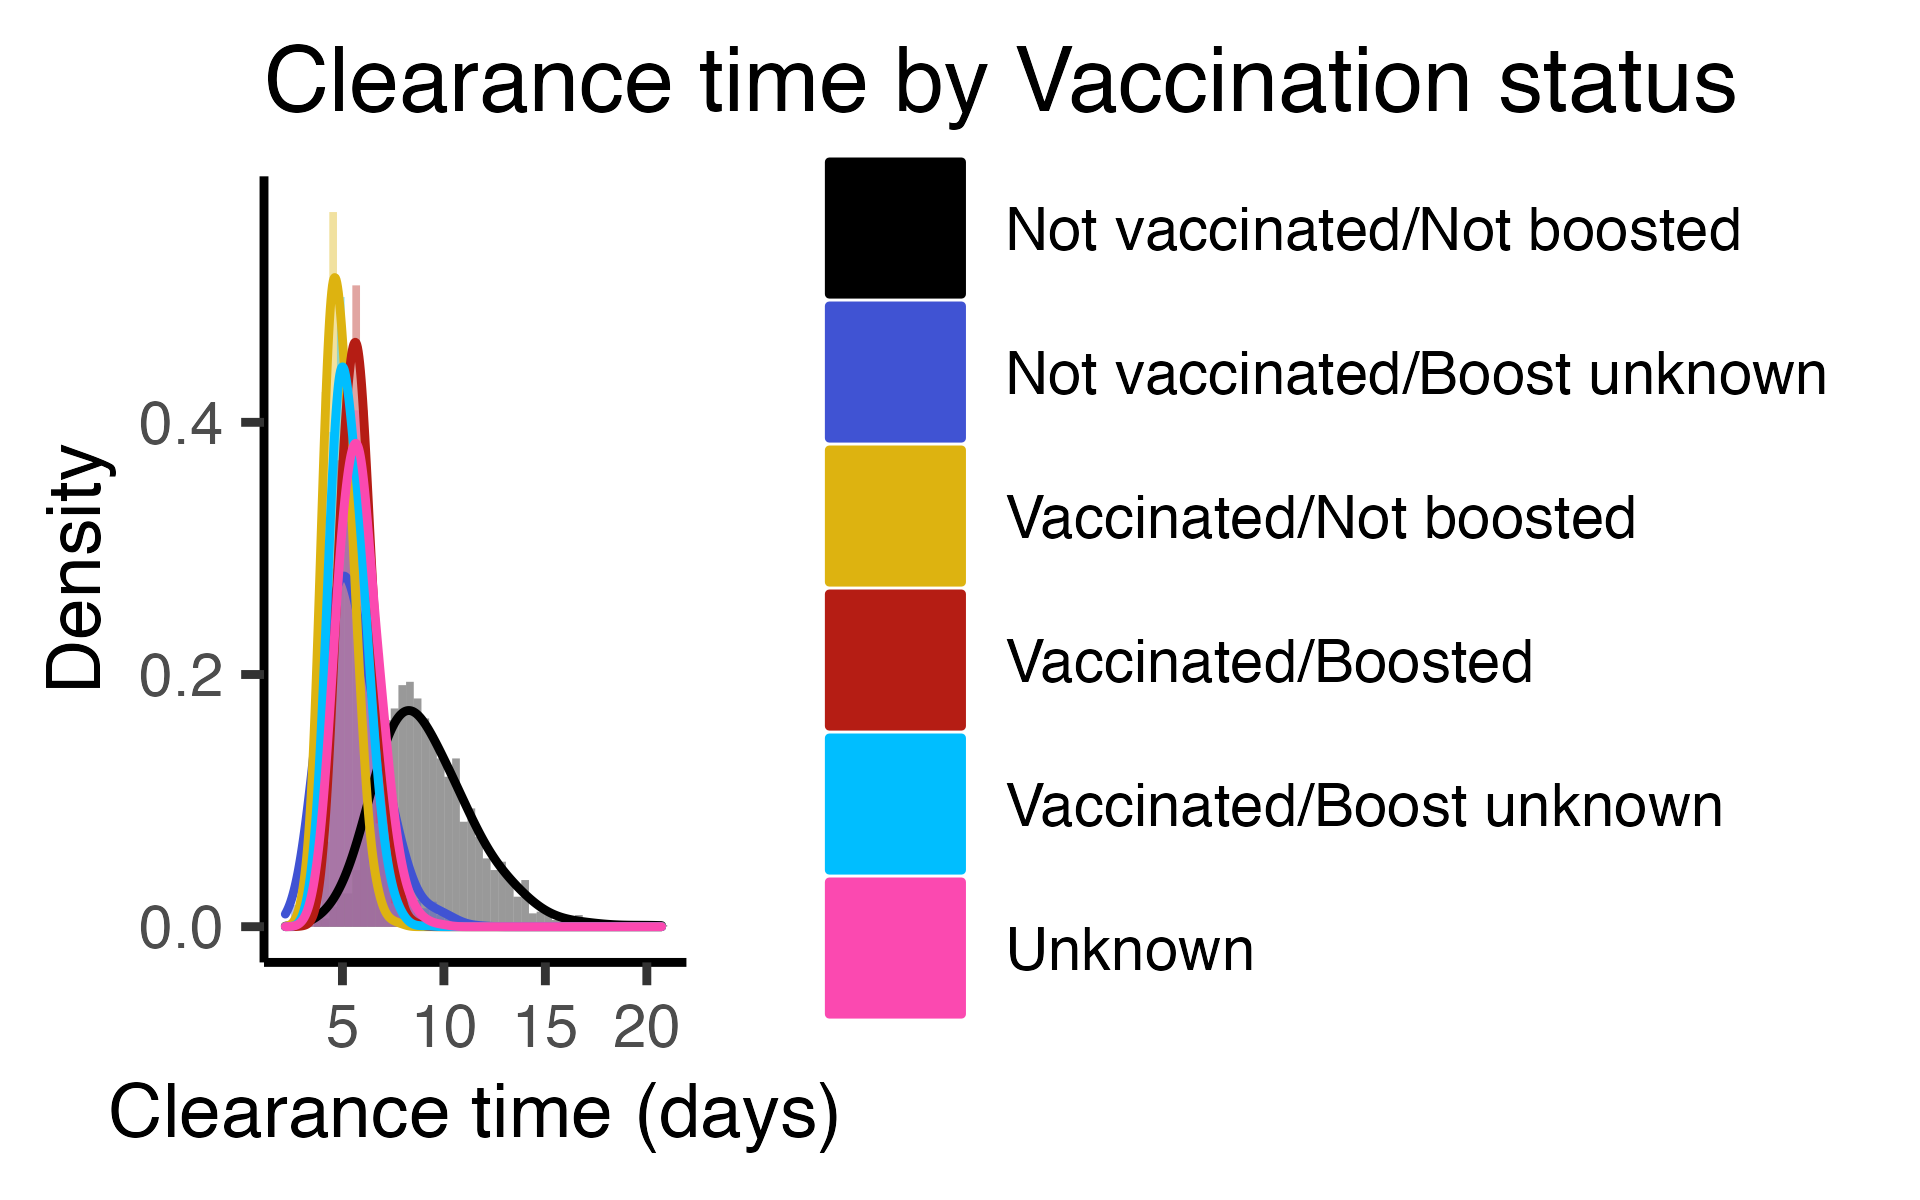 Clearance time by Vaccination status
Density
0.4
0.2
0.0
5 10 15 20
Clearance time (days)
Not vaccinated/Not boosted
Not vaccinated/Boost unknown
Vaccinated/Not boosted
Vaccinated/Boosted
Vaccinated/Boost unknown
Unknown